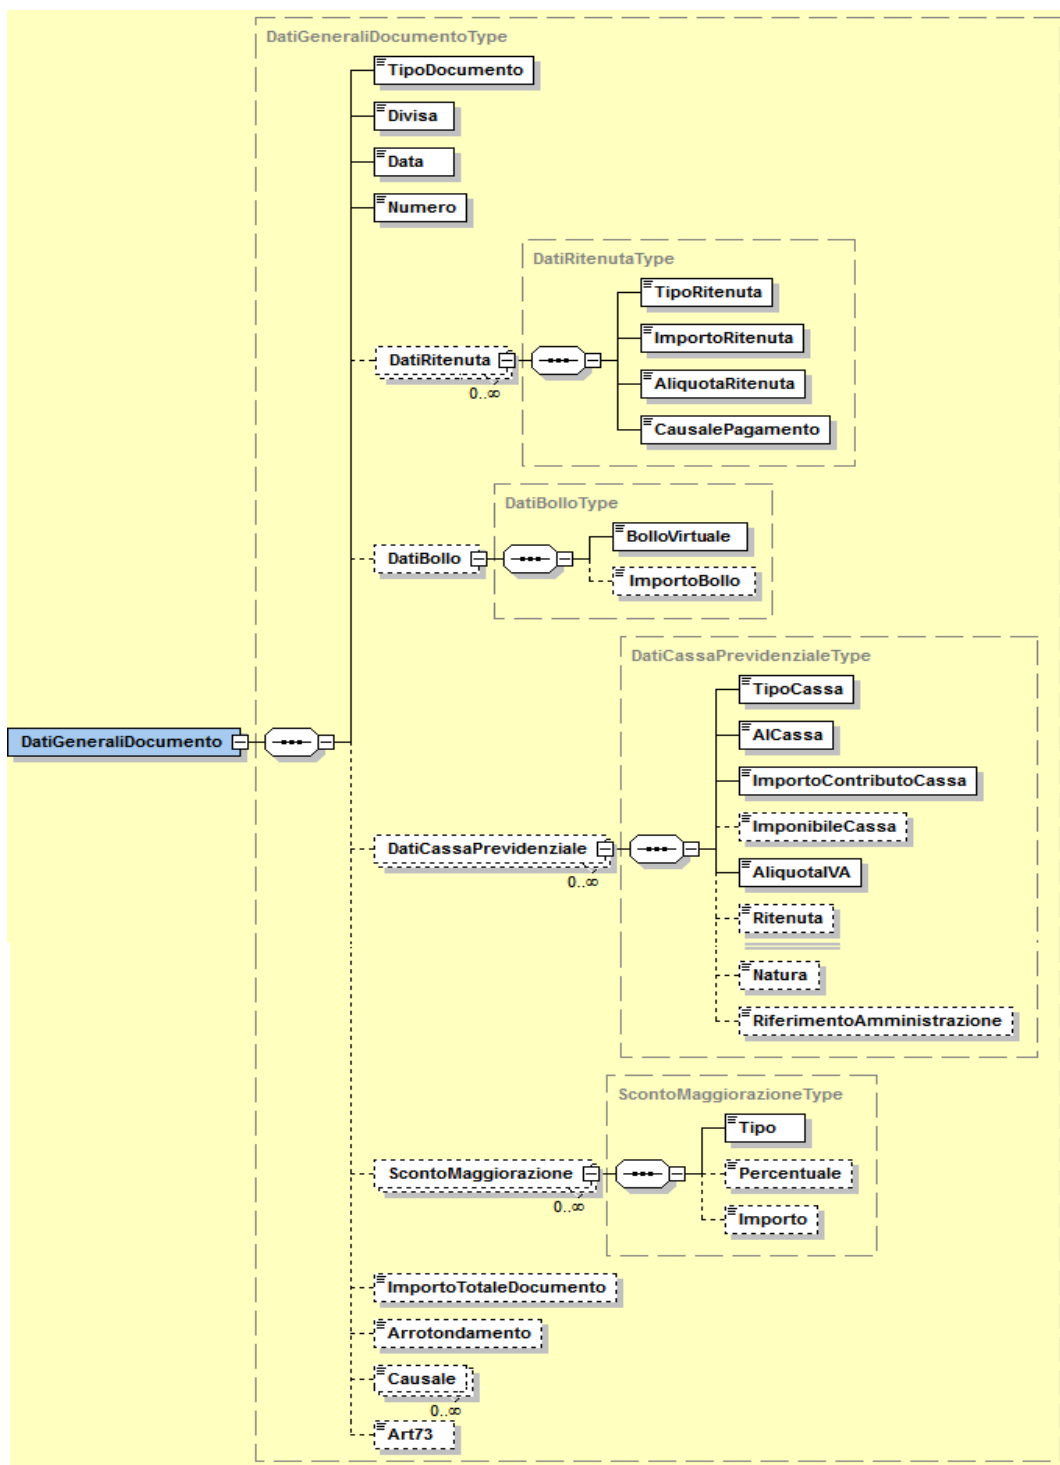 DatiGeneraliDocumentoType
TipoDocumento
Divisa
Data
Numero
DatiRitenutaType
TipoRitenuta
ImportoRitenuta
DatiRitenuta
AliquotaRitenuta
0..∞
CausalePagamento
DatiBolloType
BolloVirtuale
DatiBollo
ImportoBollo
DatiCassaPrevidenzialeType
TipoCassa
DatiGeneraliDocumento
AlCassa
ImportoContributoCassa
ImponibileCassa
DatiCassaPrevidenziale
0..∞
AliquotaIVA
Ritenuta
Natura
RiferimentoAmministrazione
ScontoMaggiorazioneType
Tipo
ScontoMaggiorazione
Percentuale
0..∞
Importo
ImportoTotaleDocumento
Arrotondamento
Causale
0..∞
Art73